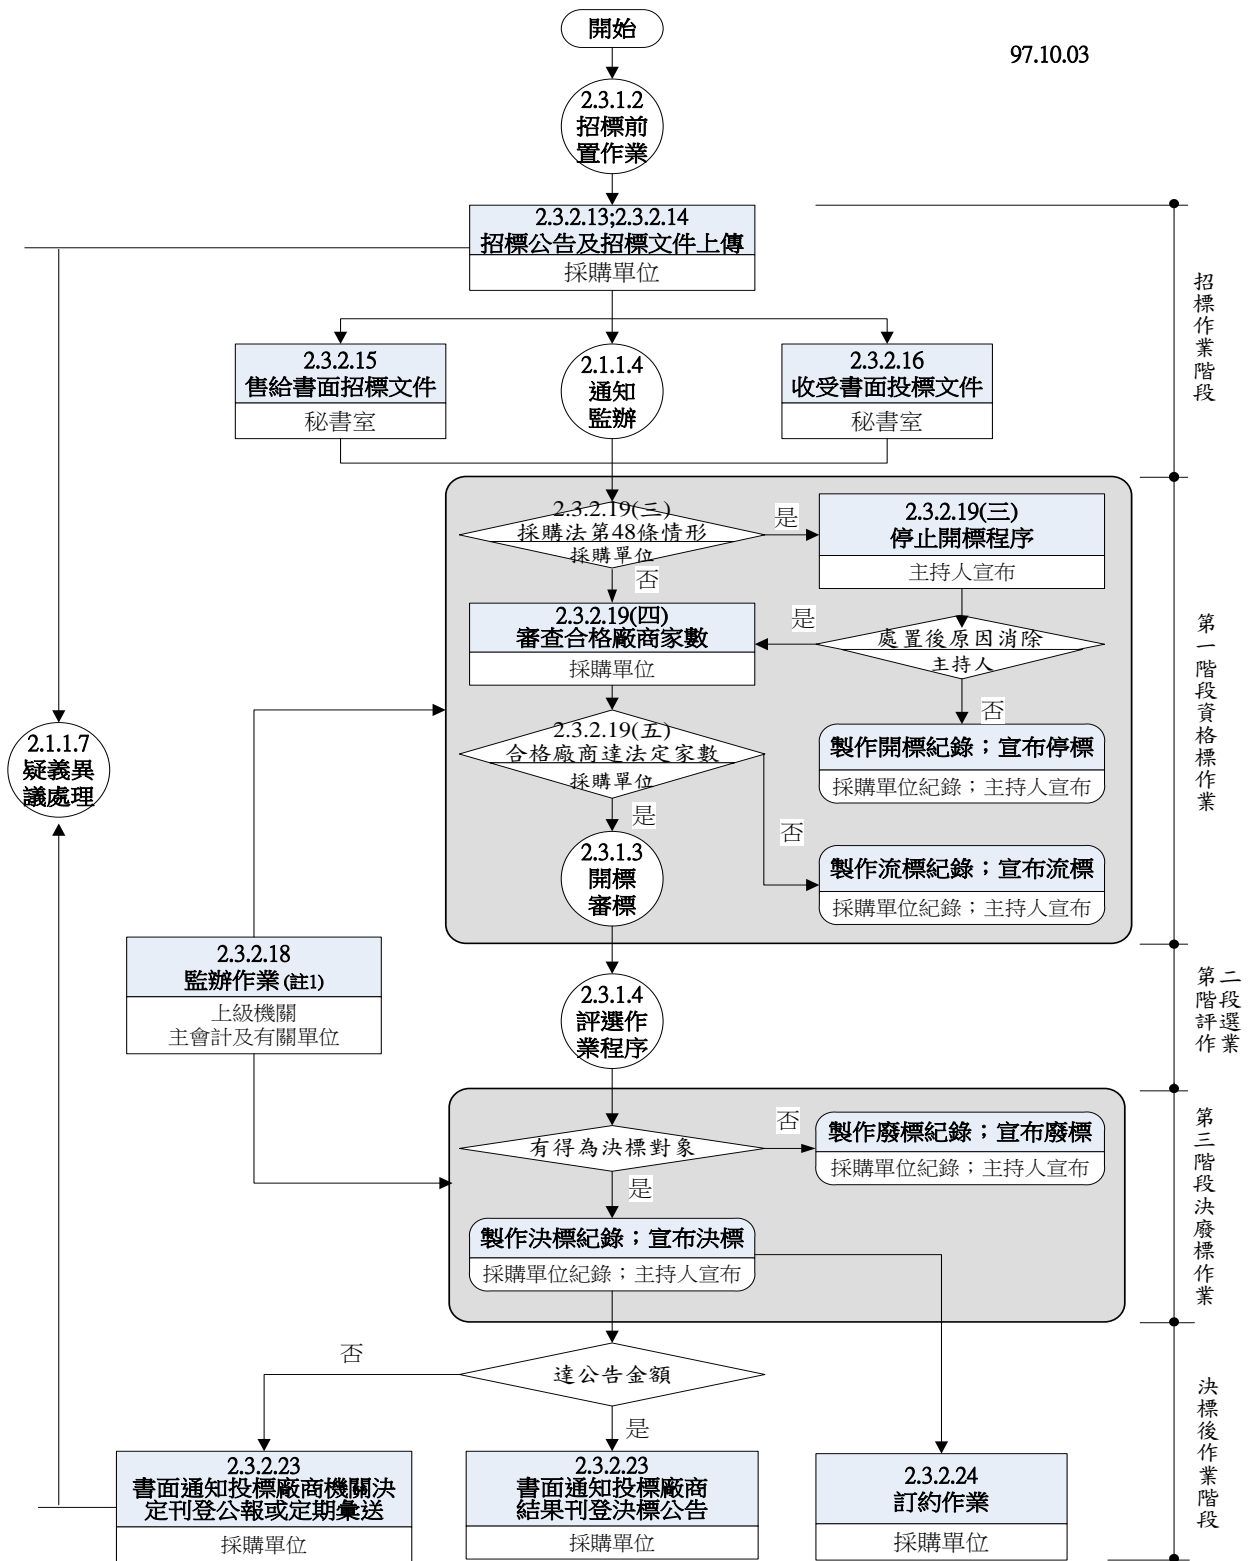 開始
97.10.03
2.3.1.2
招標前
置作業
2.3.2.13;2.3.2.14
招標公告及招標文件上傳
採購單位
招標作業階段
2.3.2.15
售給書面招標文件
秘書室
2.1.1.4
通知
監辦
2.3.2.16
收受書面投標文件
秘書室
2.3.2.19(三)
採購法第48條情形
採購單位
是
否
2.3.2.19(三)
停止開標程序
主持人宣布
2.3.2.19(四)
審查合格廠商家數
採購單位
是
處置後原因消除
主持人
否
第一階段資格標作業
2.3.2.19(五)
合格廠商達法定家數
採購單位
是
否
製作開標紀錄；宣布停標
採購單位紀錄；主持人宣布
2.1.1.7
疑義異
議處理
2.3.1.3
開標
審標
製作流標紀錄；宣布流標
採購單位紀錄；主持人宣布
2.3.2.18
監辦作業(註1)
上級機關
主會計及有關單位
2.3.1.4
評選作
業程序
第二
階段
評選
作業
有得為決標對象
否
是
製作廢標紀錄；宣布廢標
採購單位紀錄；主持人宣布
第三階段決廢標作業
製作決標紀錄；宣布決標
採購單位紀錄；主持人宣布
達公告金額
否
是
決標後作業階段
2.3.2.23
書面通知投標廠商機關決
定刊登公報或定期彙送
採購單位
2.3.2.23
書面通知投標廠商
結果刊登決標公告
採購單位
2.3.2.24
訂約作業
採購單位